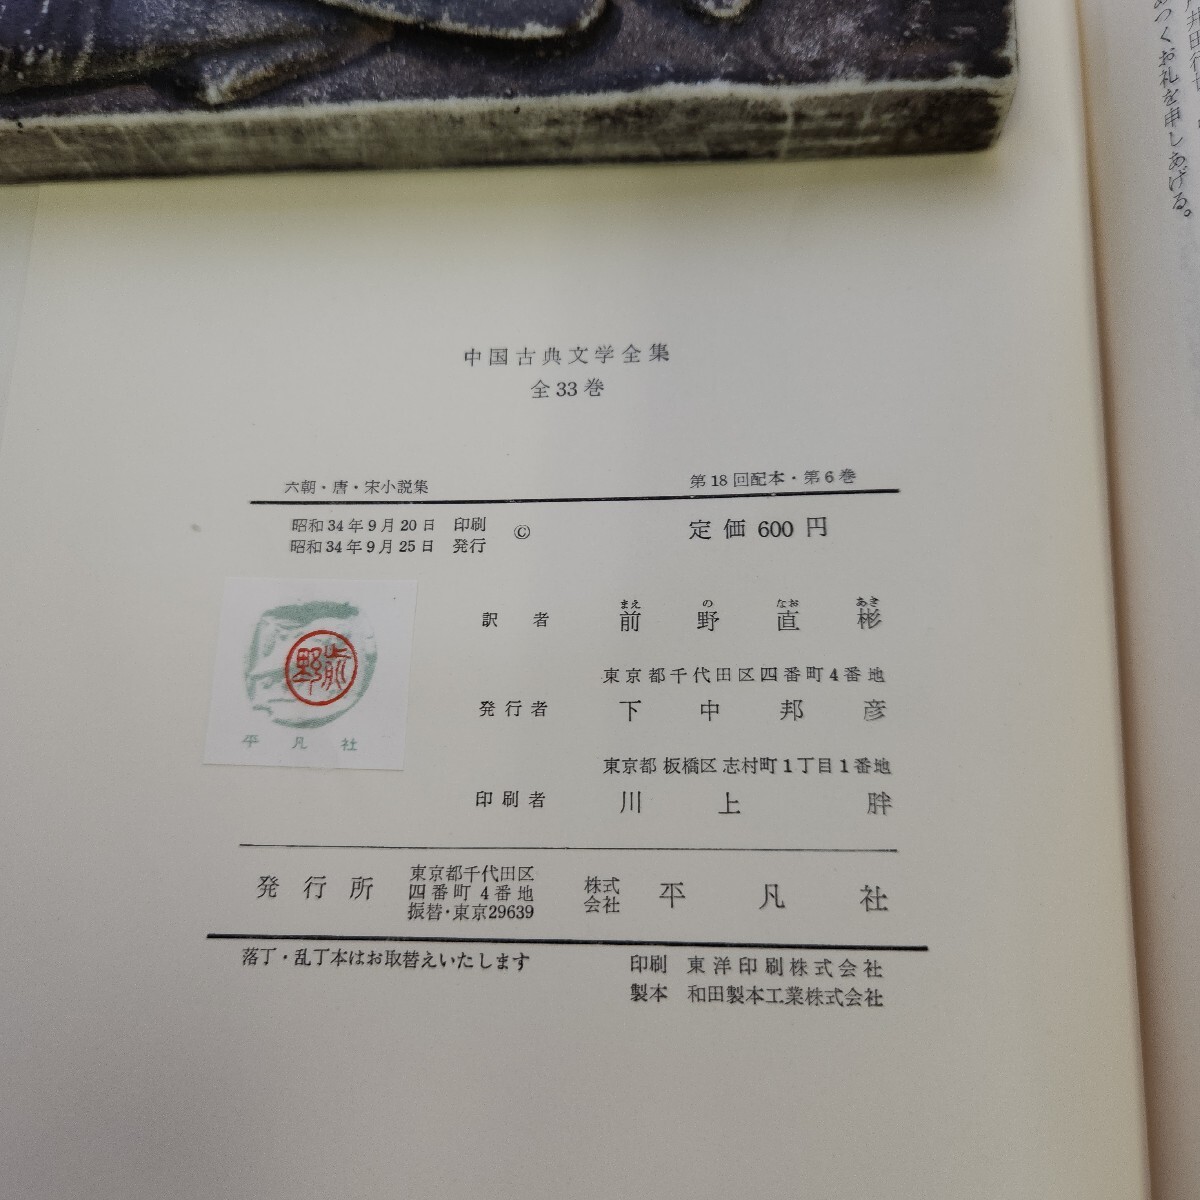 あつくお礼を申しあげる。
中国古典文学全集
全33巻
六朝・唐・宋小説集
第18回配本・第6巻
昭和34年9月20日 印刷
昭和34年9月25日 発行
©
定価 600 円
訳者
まえ の なお あき
前野直彬
東京都千代田区四番町4番地
発行者 下中邦彦
東京都 板橋区 志村町1丁目1番地
印刷者 川上 胖
前野
平凡社
発行所
東京都千代田区
四番町 4 番地
振替・東京29639
株式会社 平凡社
落丁・乱丁本はお取替えいたします
印刷 東洋印刷株式会社
製本 和田製本工業株式会社